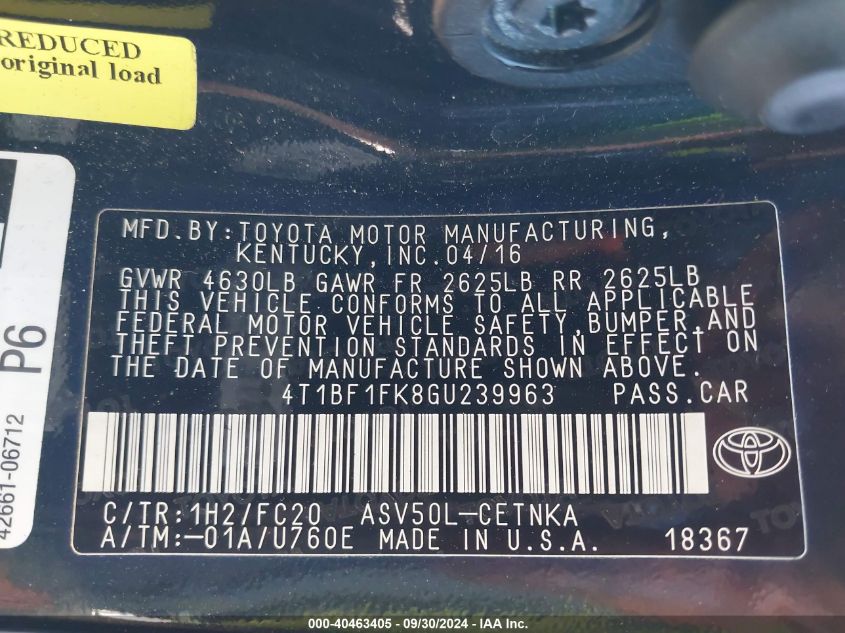 REDUCED
original load
MFD.BY:TOYOTA MOTOR MANUFACTURING,
KENTUCKY,INC.04/16
GVWR 4630LB GAWR FR 2625LB RR 2625LB
THIS VEHICLE CONFORMS TO ALL APPLICABLE
FEDERAL MOTOR VEHICLE SAFETY,BUMPER,AND
THEFT PREVENTION STANDARDS IN EFFECT ON
THE DATE OF MANUFACTURE SHOWN ABOVE.
4T1BF1FK8GU239963 PASS.CAR
C/TR:1H2/FC20 ASV50L-CETNKA
A/TM:-01A/U760E MADE IN U.S.A. 18367
P6
42661-06712
000-40463405 - 09/30/2024 - IAA Inc.